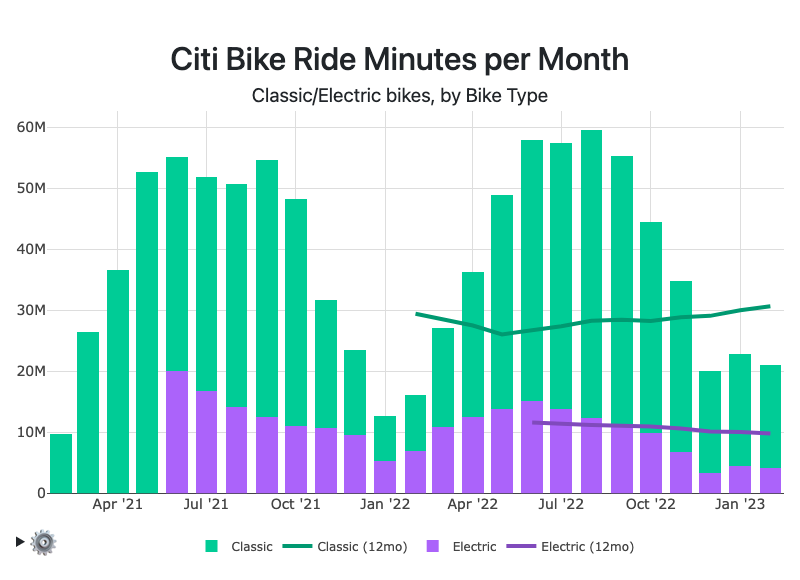 Citi Bike Ride Minutes per Month
Classic/Electric bikes, by Bike Type
60M
50M
40M
30M
20M
10M
0
Apr '21 Jul '21 Oct '21 Jan '22 Apr '22 Jul '22 Oct '22 Jan '23
Classic Classic (12mo) Electric Electric (12mo)